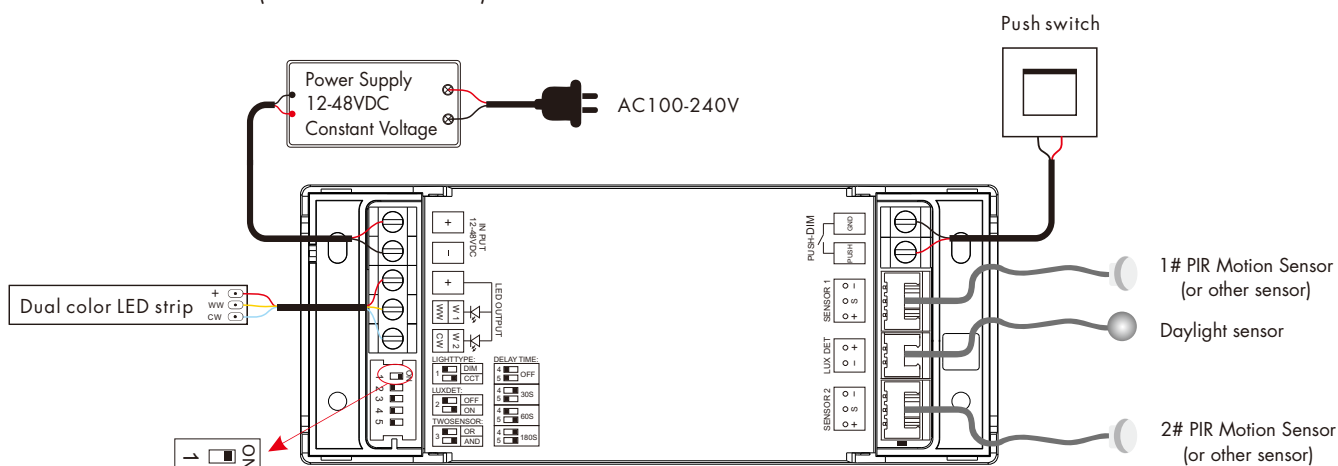 Push switch
Power Supply
12-48VDC
Constant Voltage
AC100-240V
+
IN PUT
12-48VDC
−
+
LED OUTPUT
W 1
WW
W 2
CW
PUSH-DIM
GND
PUSH
SENSOR 1
− S +
LUX DET
+ −
SENSOR 2
− S +
1# PIR Motion Sensor
(or other sensor)
Daylight sensor
2# PIR Motion Sensor
(or other sensor)
Dual color LED strip
+
WW
CW
LIGHTTYPE:
1 DIM
CCT
LUXDET:
2 OFF
ON
TWOSENSOR:
3 OR
AND
DELAY TIME:
4
5 OFF
4
5 30S
4
5 60S
4
5 180S
ON
1
2
3
4
5
1
ON